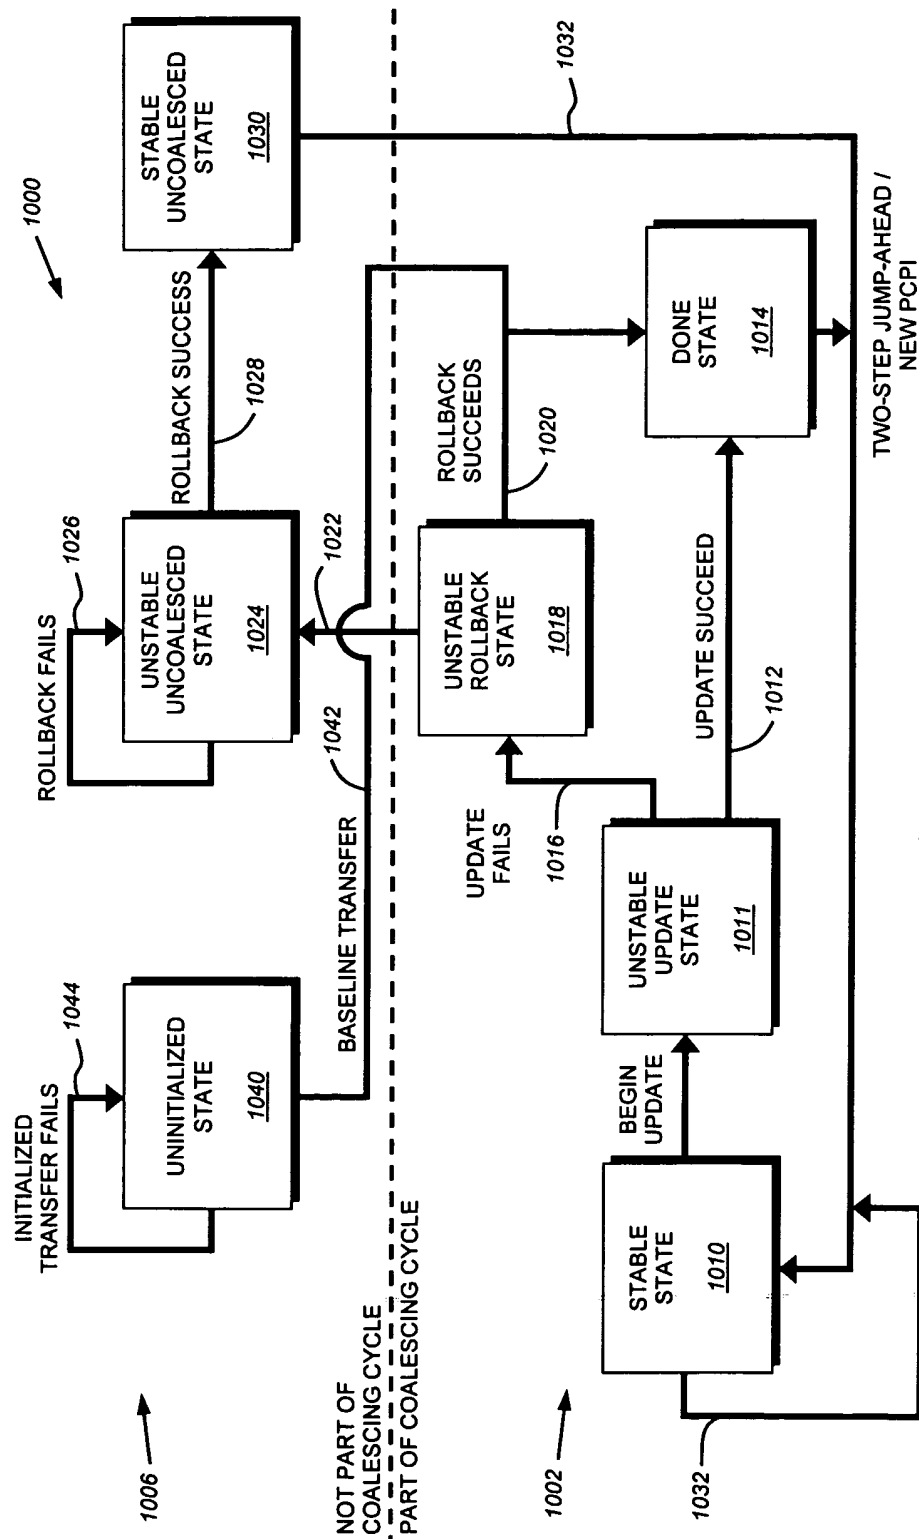 1000
1006
INITIALIZED
TRANSFER FAILS
1044
UNINITIALIZED
STATE
1040
ROLLBACK FAILS
1026
UNSTABLE
UNCOALESCED
STATE
1024
ROLLBACK SUCCESS
1028
STABLE
UNCOALESCED
STATE
1030
BASELINE TRANSFER
1042
1022
NOT PART OF
COALESCING CYCLE
PART OF COALESCING CYCLE
1032
1002
UPDATE
FAILS
1016
UNSTABLE
ROLLBACK
STATE
1018
ROLLBACK
SUCCEEDS
1020
STABLE
STATE
1010
BEGIN
UPDATE
UNSTABLE
UPDATE
STATE
1011
UPDATE SUCCEED
1012
DONE
STATE
1014
1032
TWO-STEP JUMP-AHEAD /
NEW PCPI